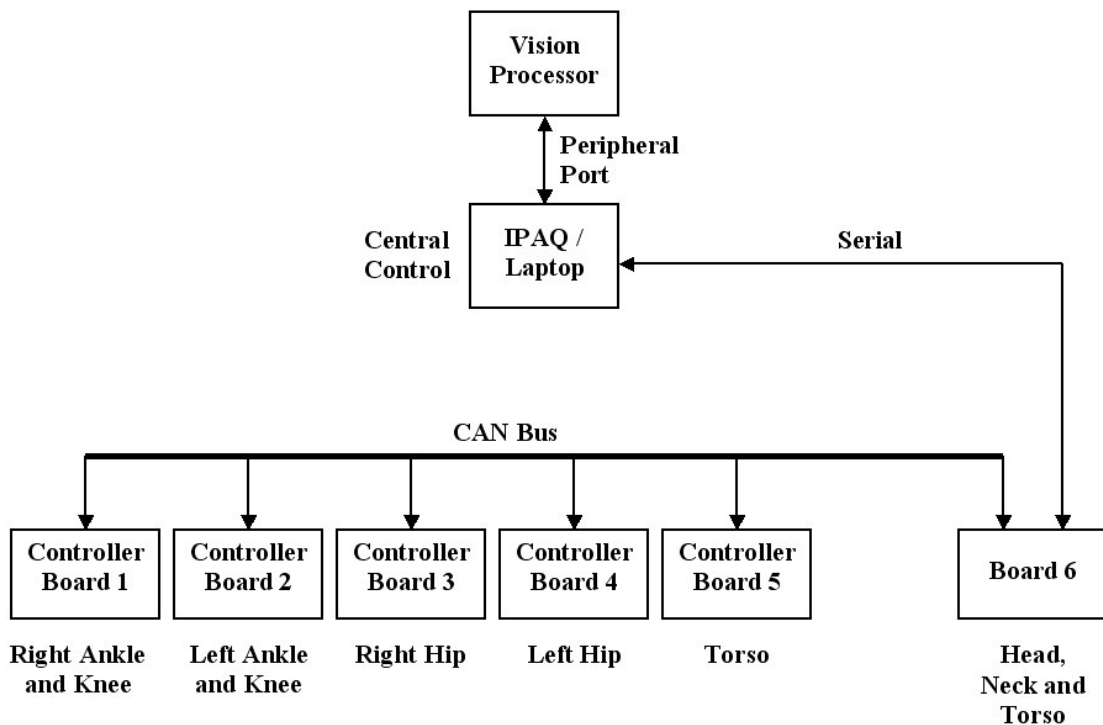 Vision
Processor
Peripheral
Port
Central
Control
IPAQ /
Laptop
Serial
CAN Bus
Controller
Board 1
Controller
Board 2
Controller
Board 3
Controller
Board 4
Controller
Board 5
Board 6
Right Ankle
and Knee
Left Ankle
and Knee
Right Hip
Left Hip
Torso
Head,
Neck and
Torso